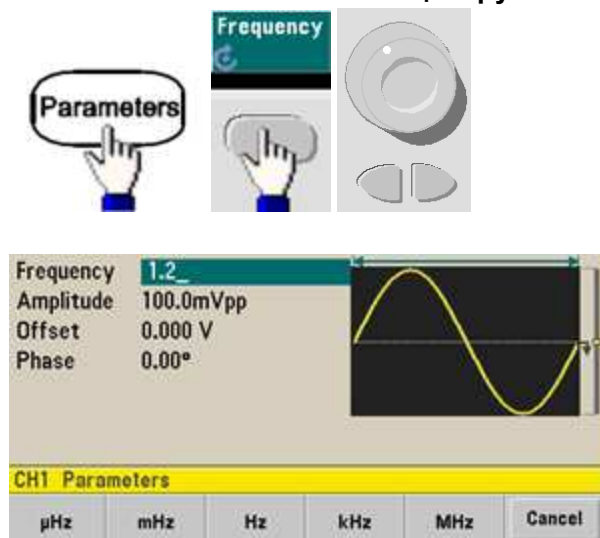 Frequency
Parameters
Frequency 1.2_
Amplitude 100.0mVpp
Offset 0.000 V
Phase 0.00°
CH1 Parameters
µHz mHz Hz kHz MHz Cancel